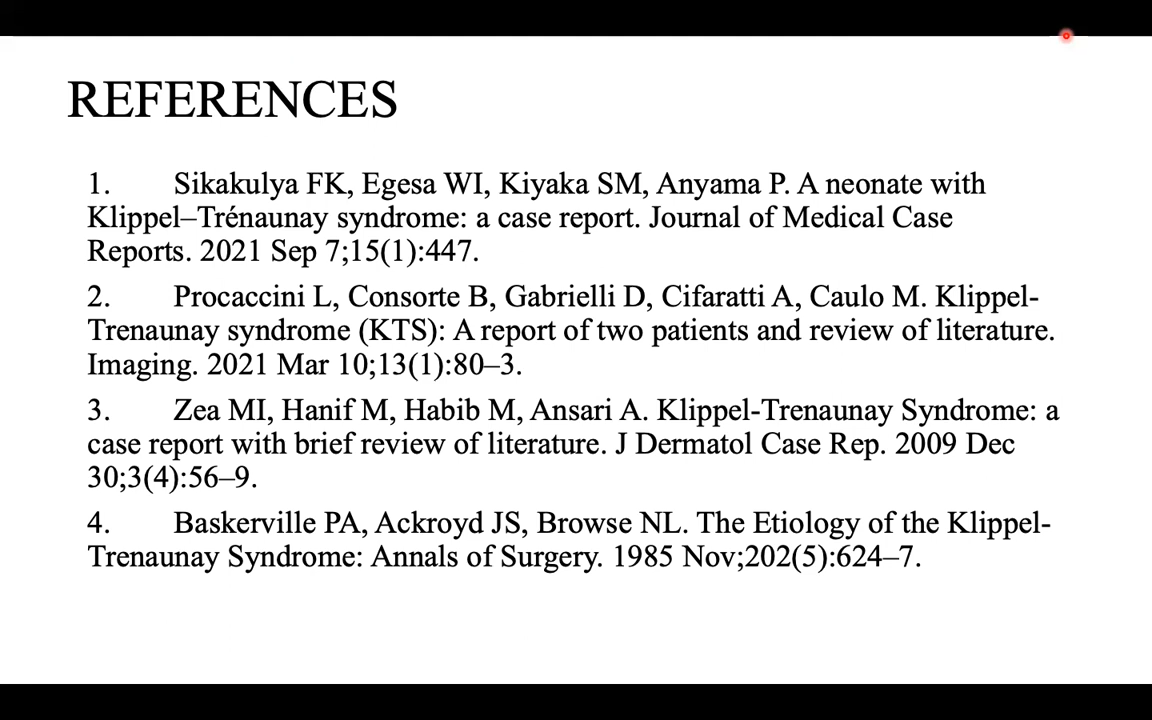 REFERENCES
1. Sikakulya FK, Egesa WI, Kiyaka SM, Anyama P. A neonate with
Klippel–Trénaunay syndrome: a case report. Journal of Medical Case
Reports. 2021 Sep 7;15(1):447.
2. Procaccini L, Consorte B, Gabrielli D, Cifaratti A, Caulo M. Klippel-
Trenaunay syndrome (KTS): A report of two patients and review of literature.
Imaging. 2021 Mar 10;13(1):80–3.
3. Zea MI, Hanif M, Habib M, Ansari A. Klippel-Trenaunay Syndrome: a
case report with brief review of literature. J Dermatol Case Rep. 2009 Dec
30;3(4):56–9.
4. Baskerville PA, Ackroyd JS, Browse NL. The Etiology of the Klippel-
Trenaunay Syndrome: Annals of Surgery. 1985 Nov;202(5):624–7.